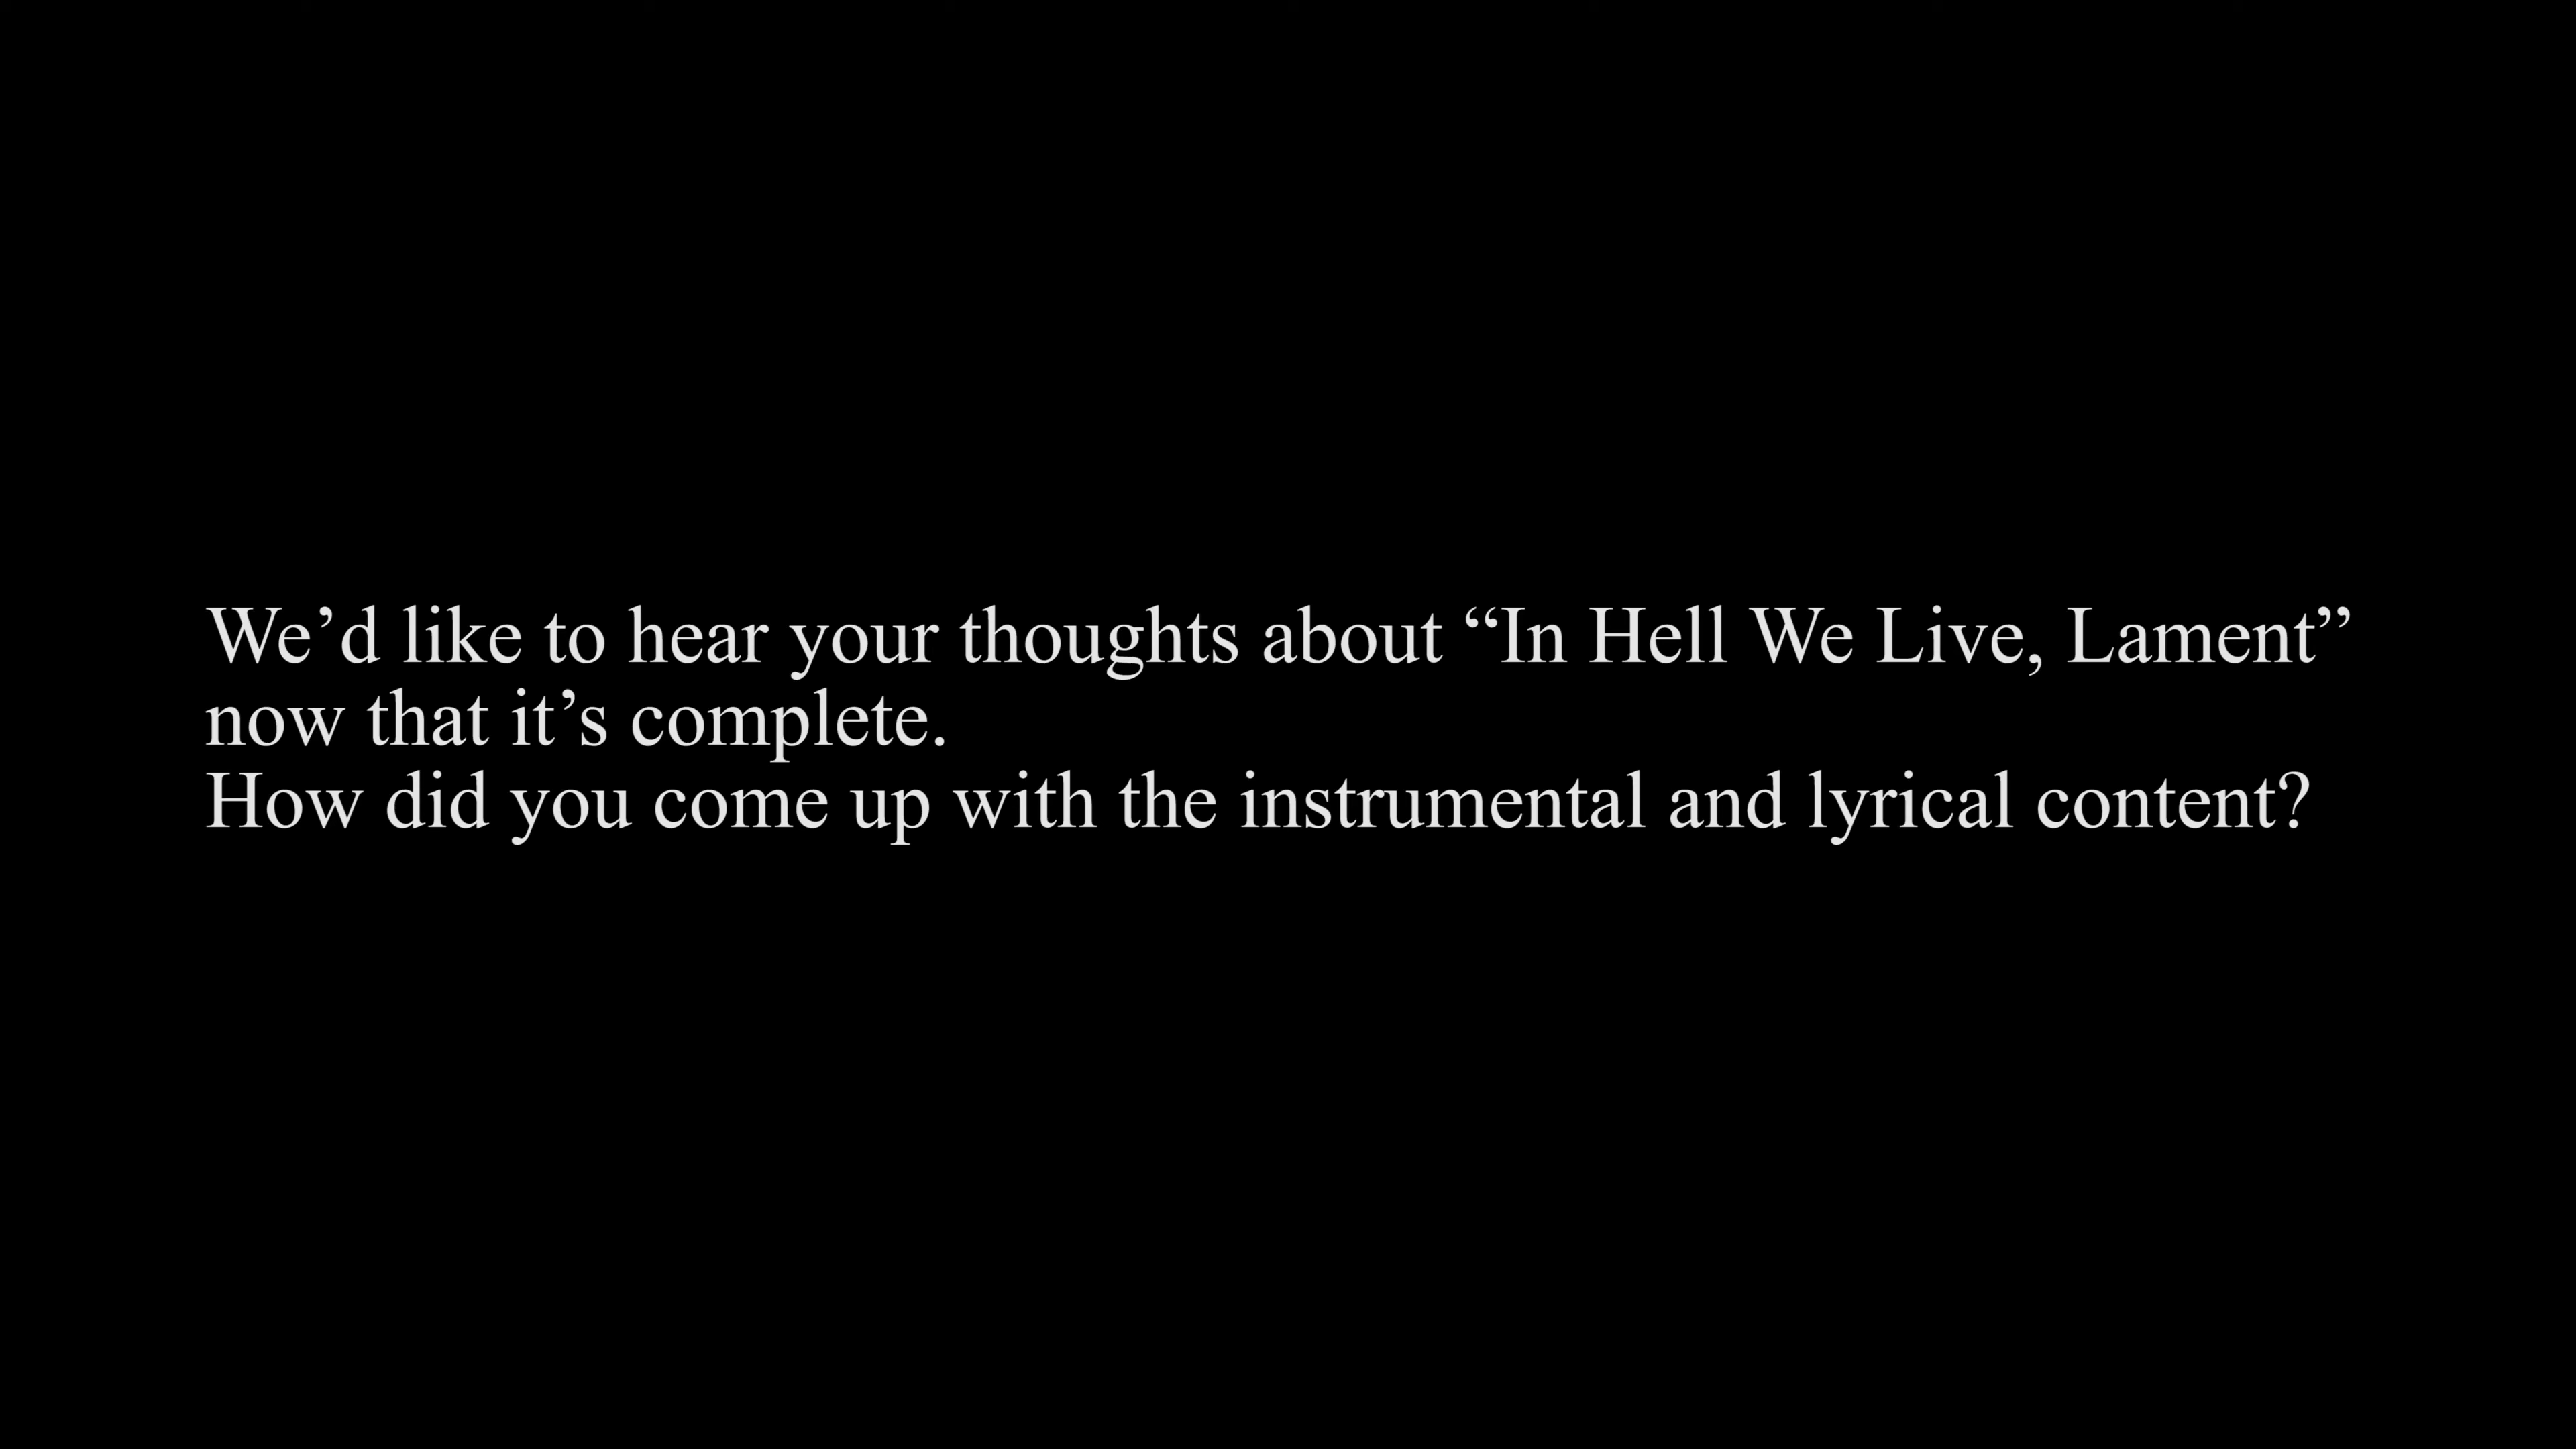 We’d like to hear your thoughts about “In Hell We Live, Lament”
now that it’s complete.
How did you come up with the instrumental and lyrical content?